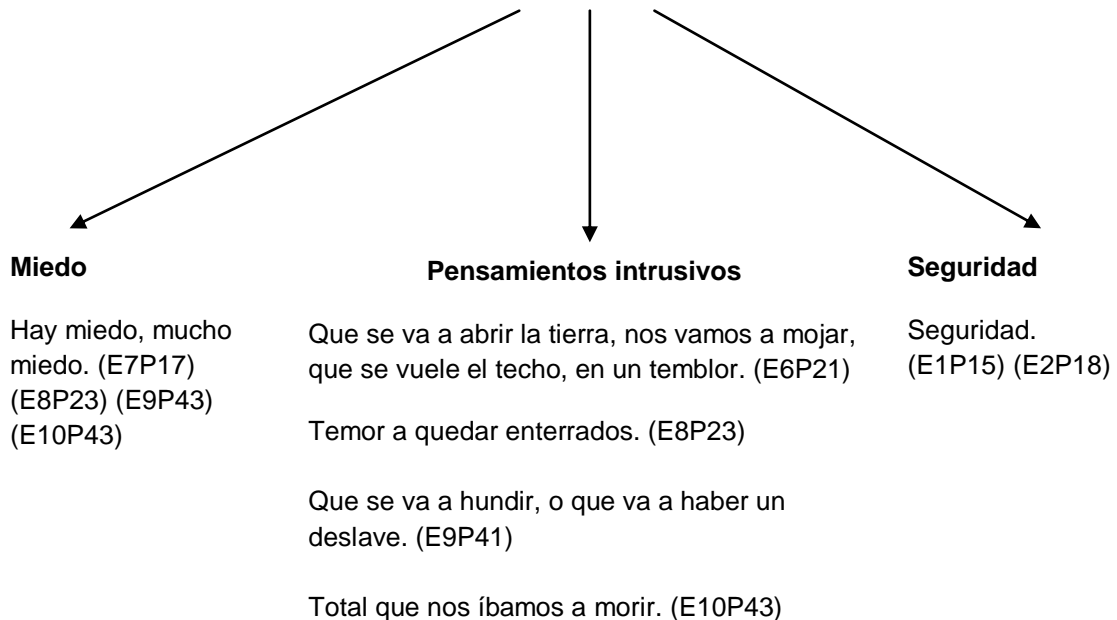 Miedo
Hay miedo, mucho
miedo. (E7P17)
(E8P23) (E9P43)
(E10P43)
Pensamientos intrusivos
Que se va a abrir la tierra, nos vamos a mojar,
que se vuele el techo, en un temblor. (E6P21)
Temor a quedar enterrados. (E8P23)
Que se va a hundir, o que va a haber un
deslave. (E9P41)
Total que nos íbamos a morir. (E10P43)
Seguridad
Seguridad.
(E1P15) (E2P18)